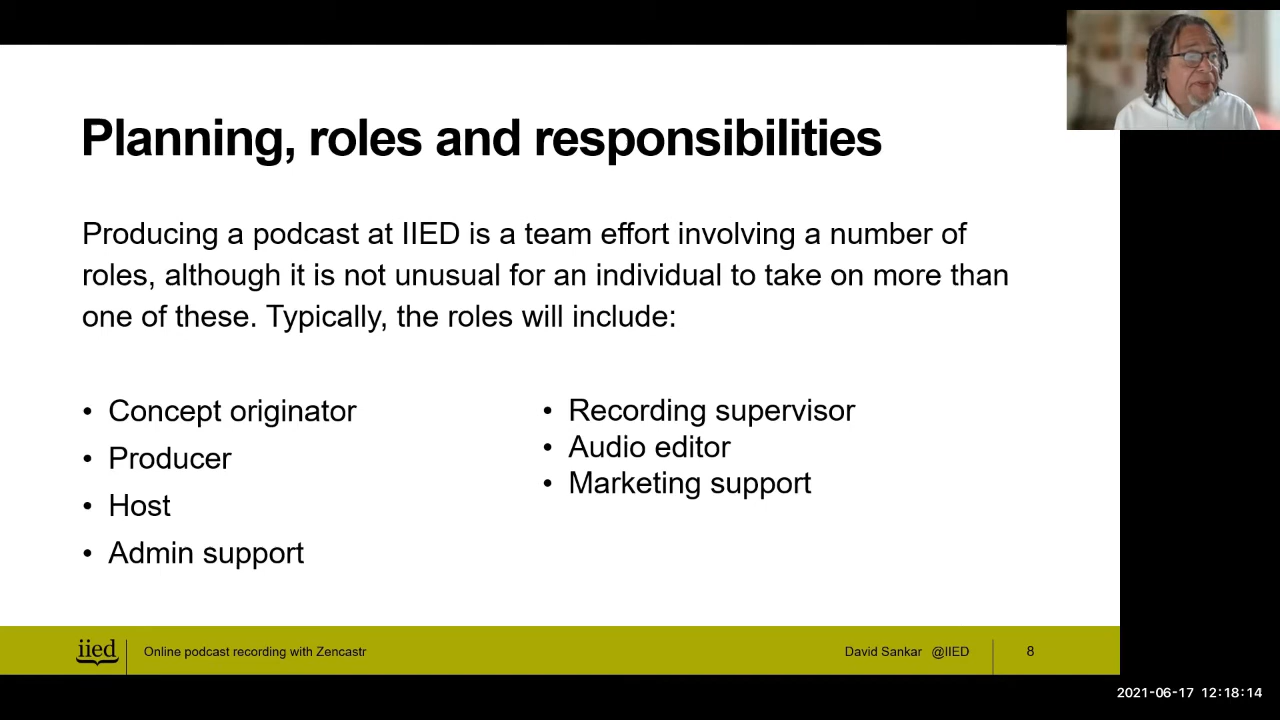 Planning, roles and responsibilities
Producing a podcast at IIED is a team effort involving a number of
roles, although it is not unusual for an individual to take on more than
one of these. Typically, the roles will include:
• Concept originator
• Producer
• Host
• Admin support
• Recording supervisor
• Audio editor
• Marketing support
iied
Online podcast recording with Zencastr
David Sankar @IIED
8
2021-06-17 12:18:14